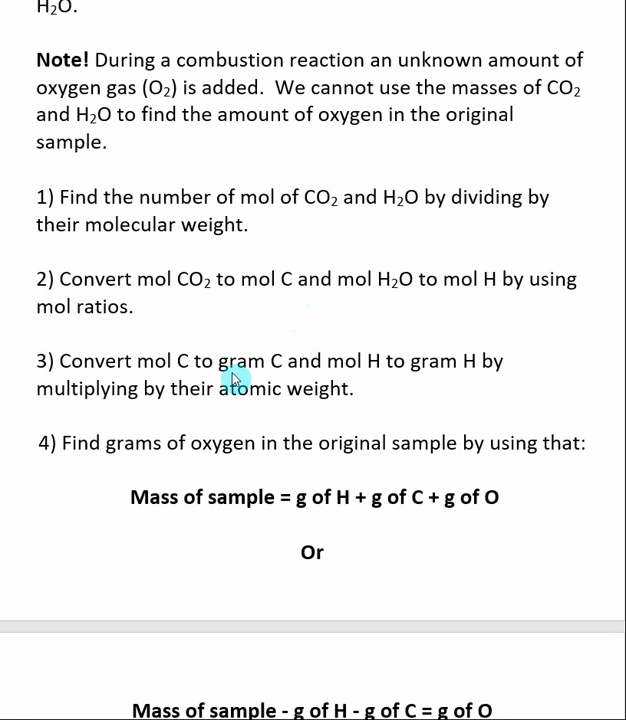 H₂O.
Note! During a combustion reaction an unknown amount of
oxygen gas (O₂) is added. We cannot use the masses of CO₂
and H₂O to find the amount of oxygen in the original
sample.
1) Find the number of mol of CO₂ and H₂O by dividing by
their molecular weight.
2) Convert mol CO₂ to mol C and mol H₂O to mol H by using
mol ratios.
3) Convert mol C to gram C and mol H to gram H by
multiplying by their atomic weight.
4) Find grams of oxygen in the original sample by using that:
Mass of sample = g of H + g of C + g of O
Or
Mass of sample - g of H - g of C = g of O